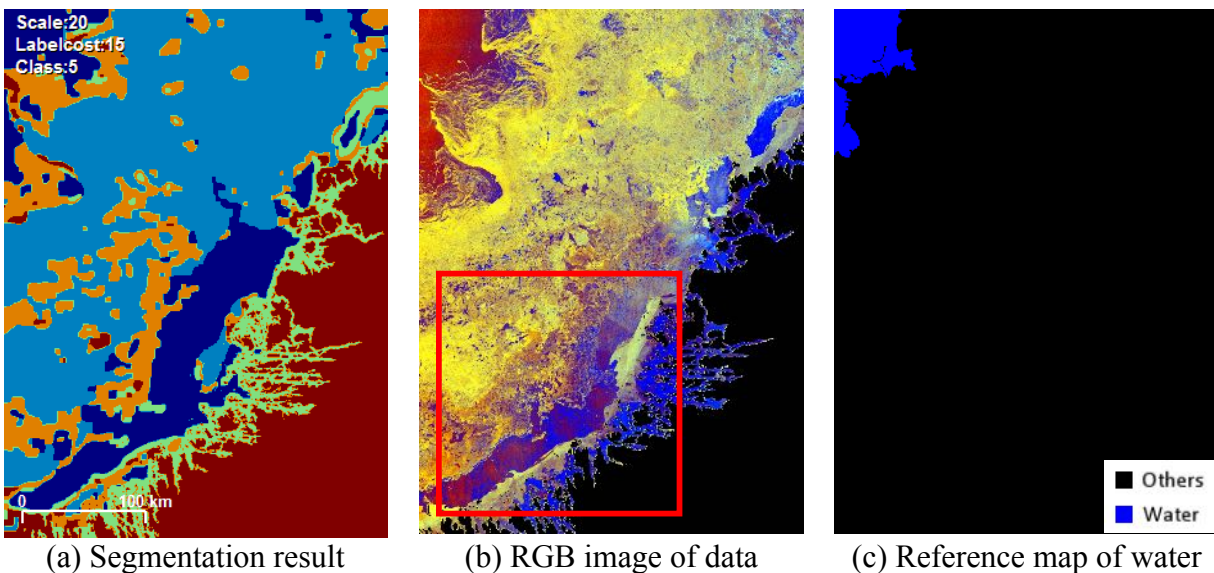 Scale:20
Labelcost:15
Class:5
0 100 km
Others
Water
(a) Segmentation result
(b) RGB image of data
(c) Reference map of water